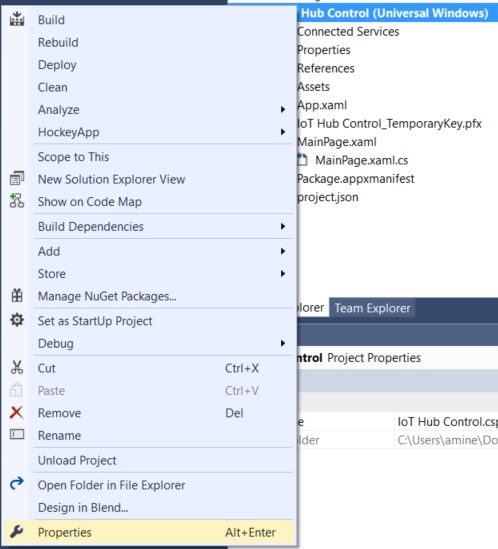 Build
Rebuild
Deploy
Clean
Analyze
HockeyApp
Scope to This
New Solution Explorer View
Show on Code Map
Build Dependencies
Add
Store
Manage NuGet Packages...
Set as StartUp Project
Debug
Cut Ctrl+X
Paste Ctrl+V
Remove Del
Rename
Unload Project
Open Folder in File Explorer
Design in Blend...
Properties Alt+Enter
Hub Control (Universal Windows)
Connected Services
Properties
References
Assets
App.xaml
IoT Hub Control_TemporaryKey.pfx
MainPage.xaml
MainPage.xaml.cs
Package.appxmanifest
project.json
plorer Team Explorer
ntrol Project Properties
e IoT Hub Control.csp
lder C:\Users\amine\Do